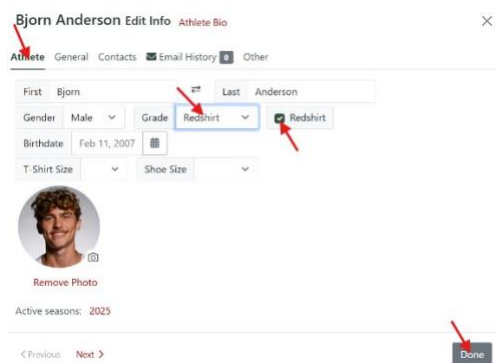 Bjorn Anderson Edit Info Athlete Bio
Athlete General Contacts Email History 0 Other
First Bjorn Last Anderson
Gender Male Grade Redshirt Redshirt
Birthdate Feb 11, 2007
T-Shirt Size Shoe Size
Remove Photo
Active seasons: 2025
Previous Next Done